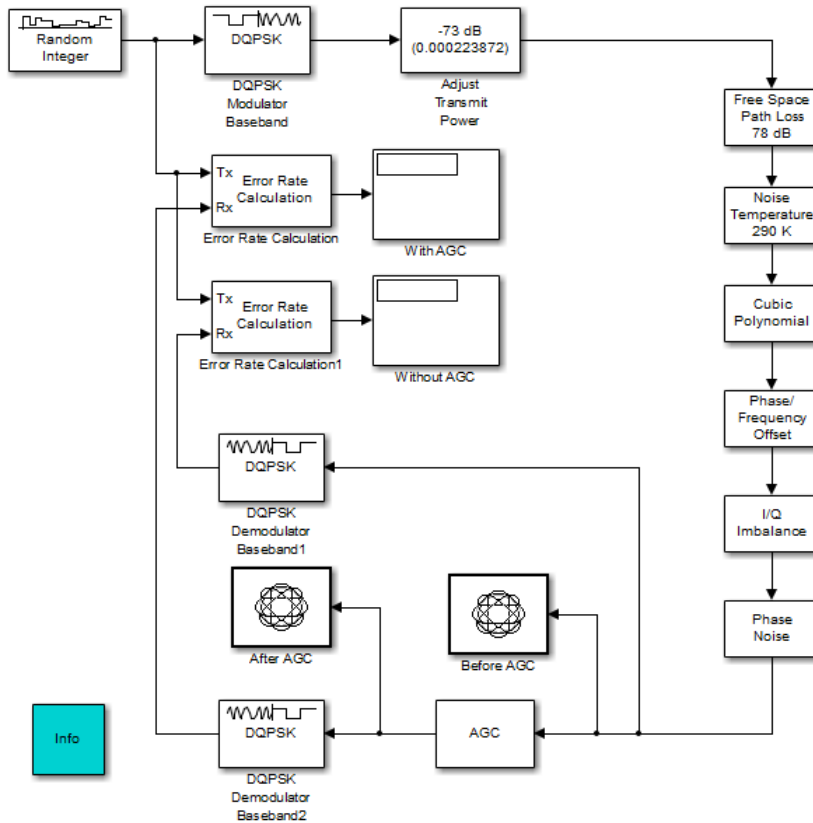 Random
Integer
DQPSK
DQPSK
Modulator
Baseband
-73 dB
(0.000223872)
Adjust
Transmit
Power
Free Space
Path Loss
78 dB
Tx
Rx
Error Rate
Calculation
Error Rate Calculation
With AGC
Noise
Temperature
290 K
Tx
Rx
Error Rate
Calculation
Error Rate Calculation1
Without AGC
Cubic
Polynomial
Phase/
Frequency
Offset
DQPSK
DQPSK
Demodulator
Baseband1
I/Q
Imbalance
After AGC
Before AGC
Phase
Noise
Info
DQPSK
DQPSK
Demodulator
Baseband2
AGC